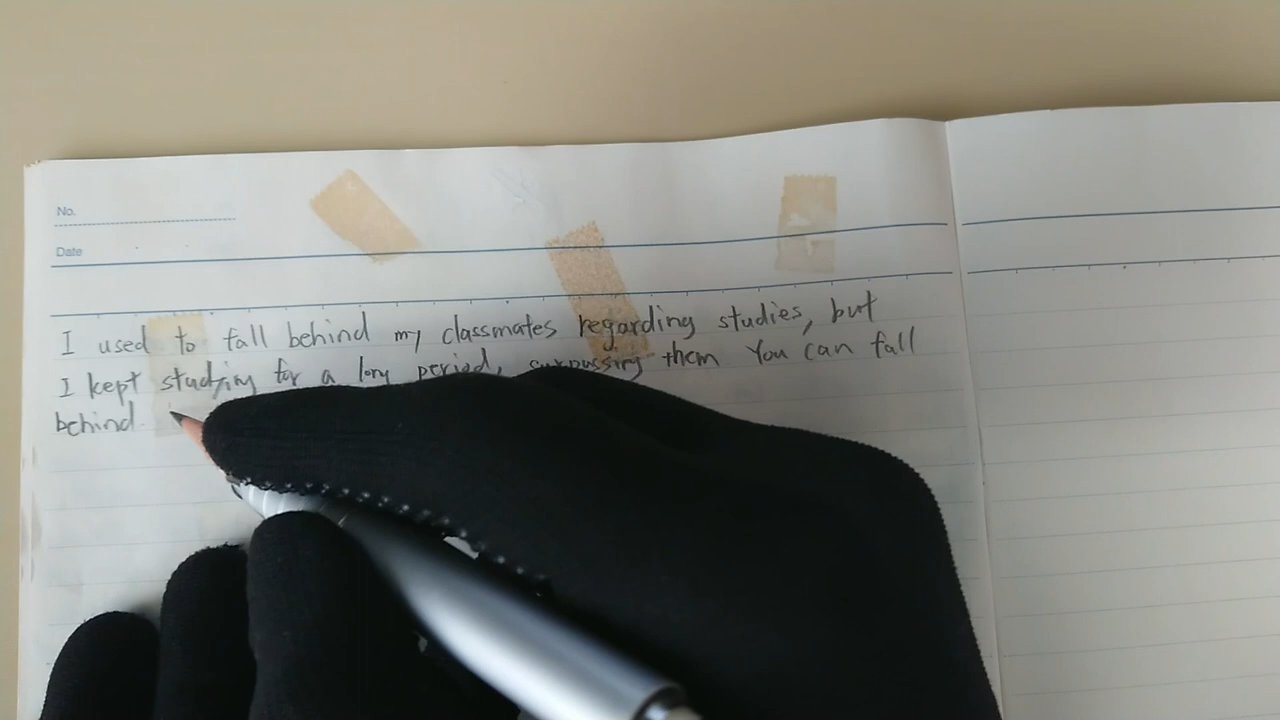 No.
Date
I used to fall behind my classmates regarding studies, but
I kept studying for a long period, surpassing them You can fall
behind.